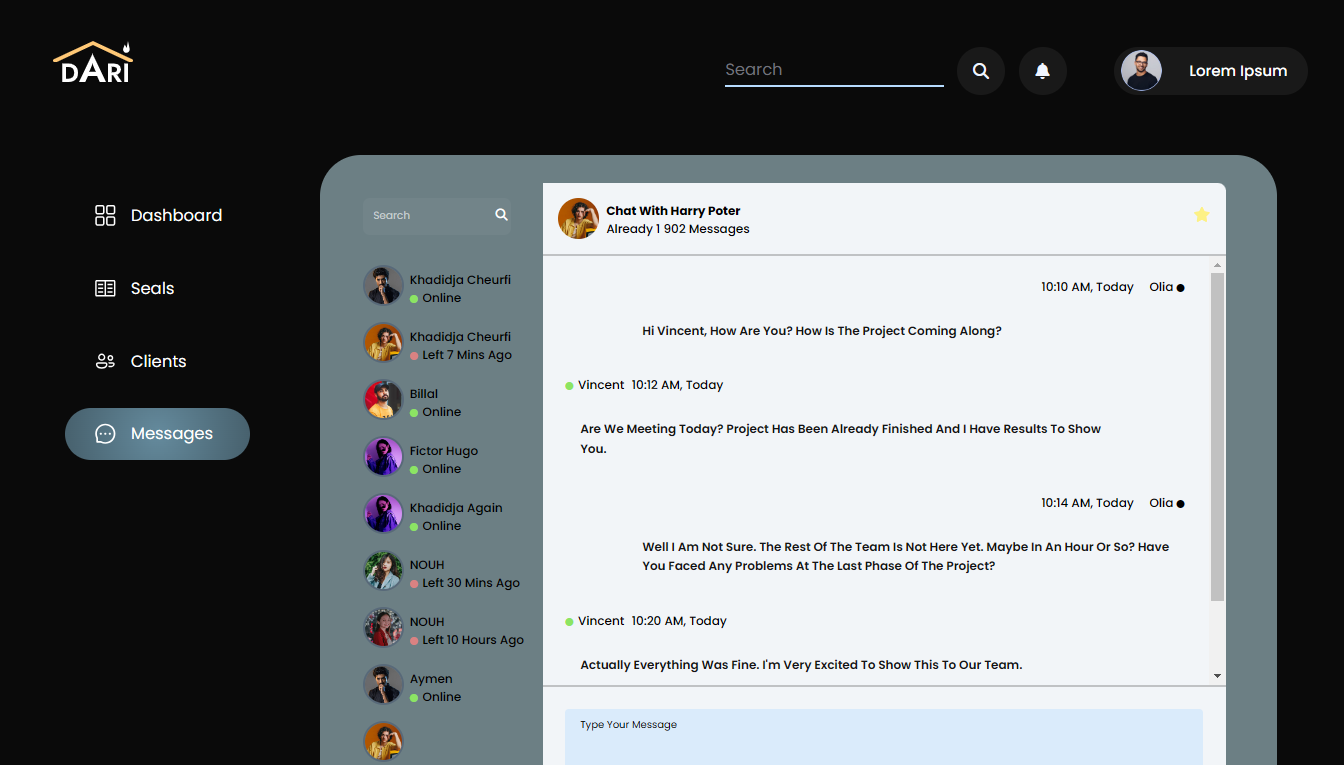 DARI
Search
Lorem Ipsum
Dashboard
Seals
Clients
Messages
Search
Khadidja Cheurfi
Online
Khadidja Cheurfi
Left 7 Mins Ago
Billal
Online
Fictor Hugo
Online
Khadidja Again
Online
NOUH
Left 30 Mins Ago
NOUH
Left 10 Hours Ago
Aymen
Online
Chat With Harry Poter
Already 1 902 Messages
10:10 AM, Today Olia
Hi Vincent, How Are You? How Is The Project Coming Along?
Vincent 10:12 AM, Today
Are We Meeting Today? Project Has Been Already Finished And I Have Results To Show
You.
10:14 AM, Today Olia
Well I Am Not Sure. The Rest Of The Team Is Not Here Yet. Maybe In An Hour Or So? Have
You Faced Any Problems At The Last Phase Of The Project?
Vincent 10:20 AM, Today
Actually Everything Was Fine. I'm Very Excited To Show This To Our Team.
Type Your Message